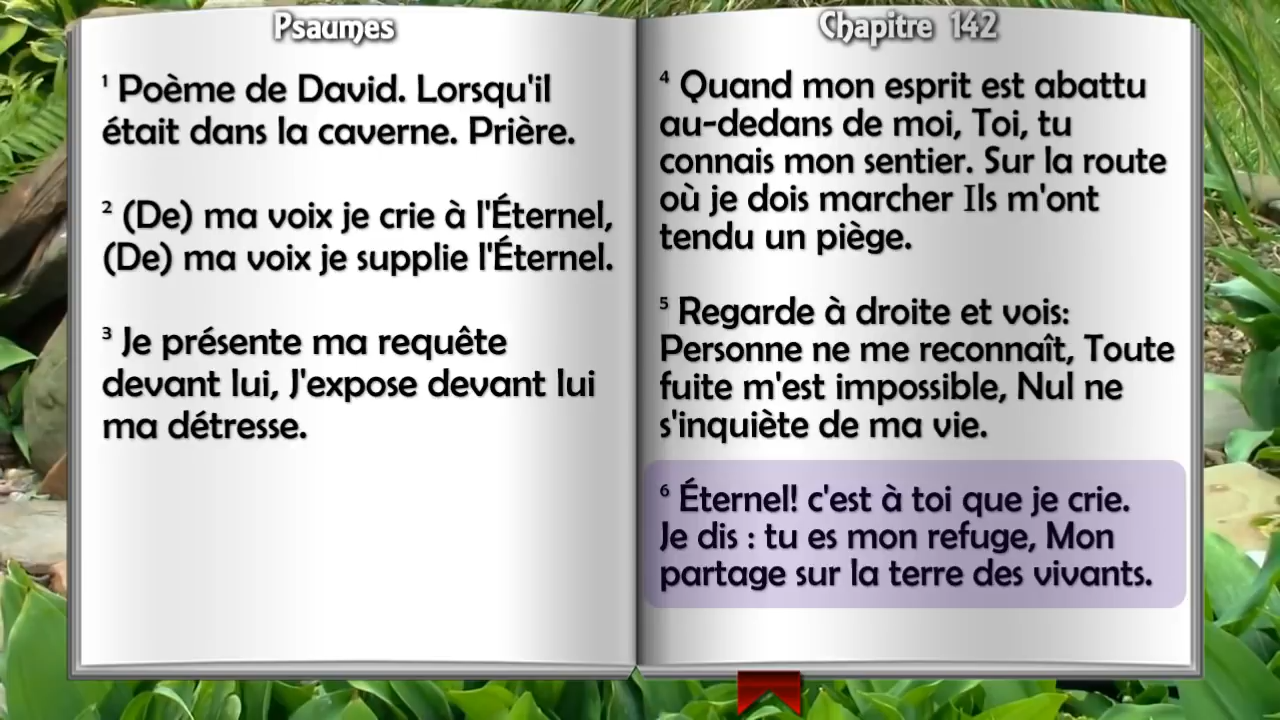 Psaumes
¹ Poème de David. Lorsqu'il
était dans la caverne. Prière.
² (De) ma voix je crie à l'Éternel,
(De) ma voix je supplie l'Éternel.
³ Je présente ma requête
devant lui, J'expose devant lui
ma détresse.
Chapitre 142
⁴ Quand mon esprit est abattu
au-dedans de moi, Toi, tu
connais mon sentier. Sur la route
où je dois marcher Ils m'ont
tendu un piège.
⁵ Regarde à droite et vois:
Personne ne me reconnaît, Toute
fuite m'est impossible, Nul ne
s'inquiète de ma vie.
⁶ Éternel! c'est à toi que je crie.
Je dis : tu es mon refuge, Mon
partage sur la terre des vivants.